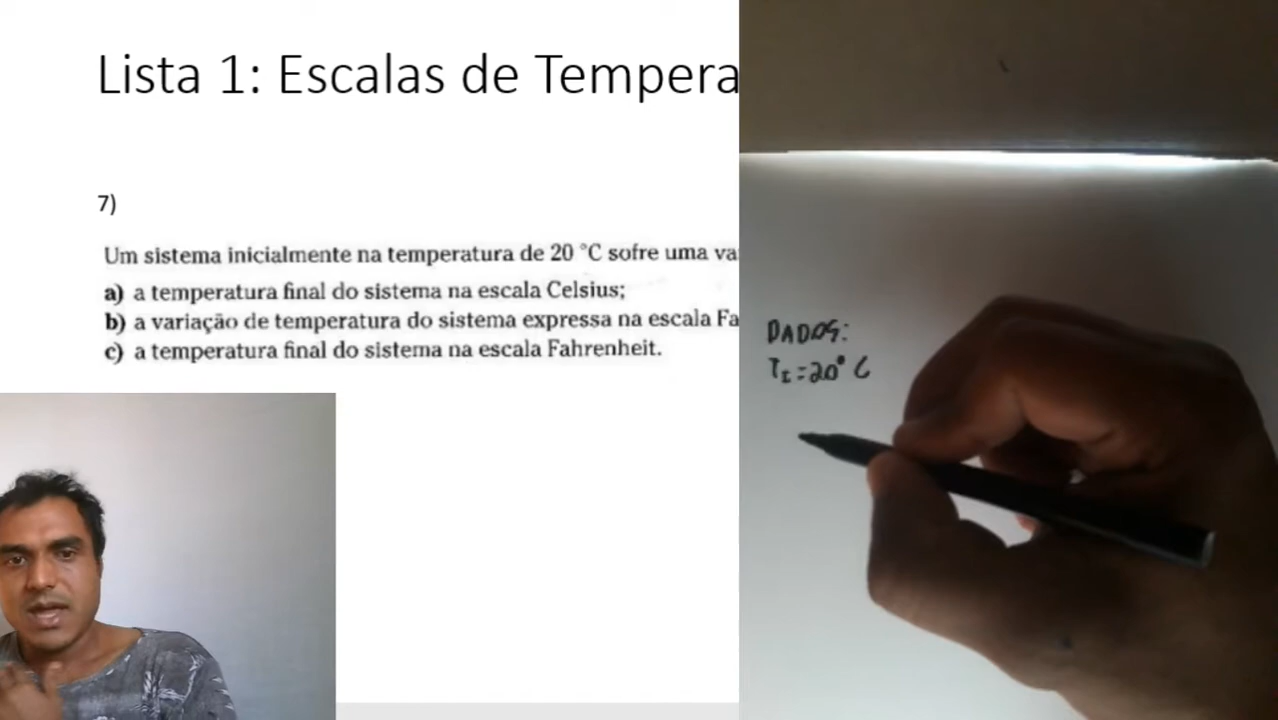 Lista 1: Escalas de Tempera
7)
Um sistema inicialmente na temperatura de 20 °C sofre uma va
a) a temperatura final do sistema na escala Celsius;
b) a variação de temperatura do sistema expressa na escala Fa
c) a temperatura final do sistema na escala Fahrenheit.
DADOS:
TI=20° C